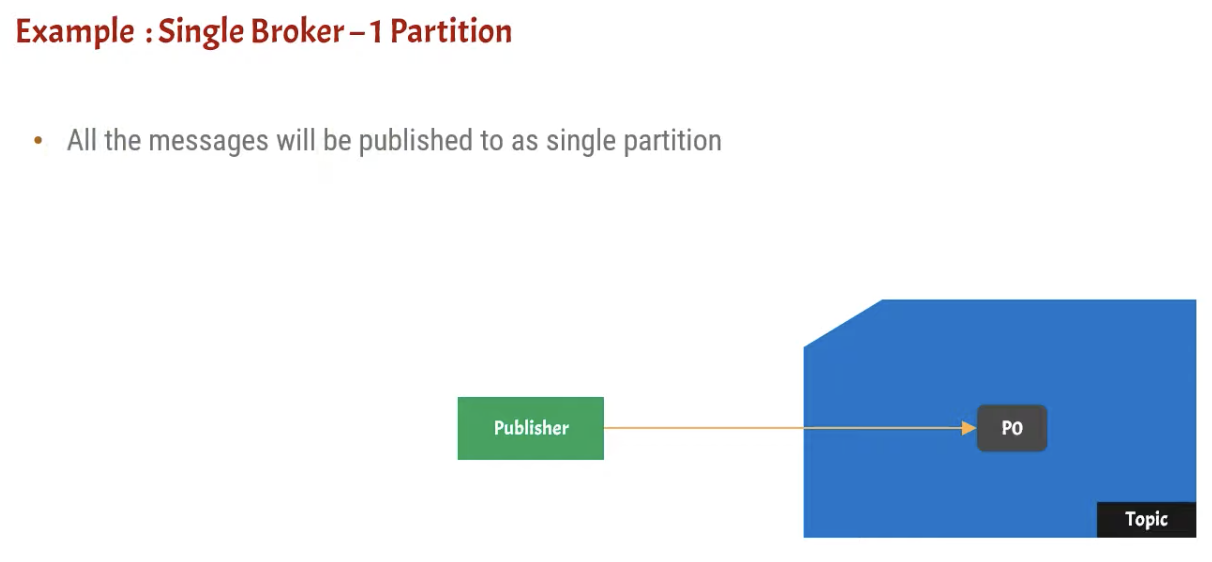 Example : Single Broker – 1 Partition
• All the messages will be published to as single partition
Publisher
P0
Topic